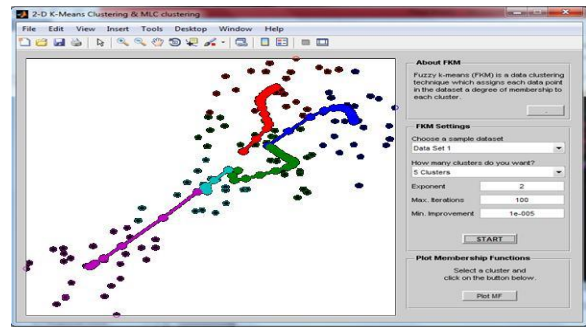 2-D K-Means Clustering & MLC clustering
File Edit View Insert Tools Desktop Window Help
About FKM
Fuzzy k-means (FKM) is a data clustering
technique which assigns each data point
in the dataset a degree of membership to
each cluster.
FKM Settings
Choose a sample dataset
Data Set 1
How many clusters do you want?
5 Clusters
Exponent 2
Max. Iterations 100
Min. Improvement 1e-005
START
Plot Membership Functions
Select a cluster and
click on the button below.
Plot MF